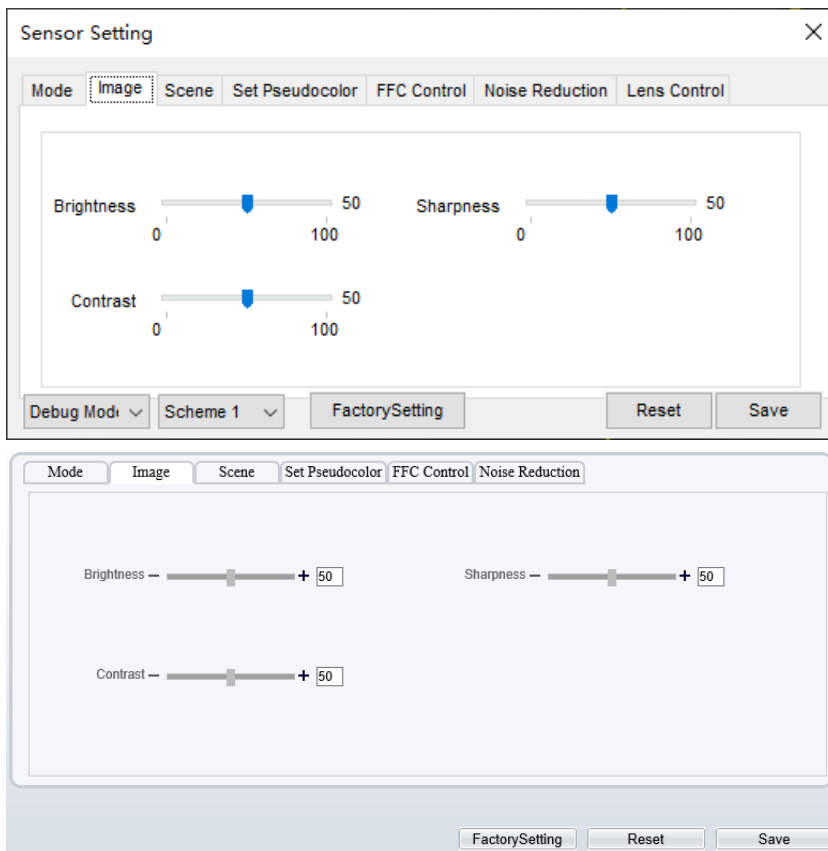 Sensor Setting
Mode Image Scene Set Pseudocolor FFC Control Noise Reduction Lens Control
Brightness 50 Sharpness 50
0 100 0 100
Contrast 50
0 100
Debug Mod Scheme 1 FactorySetting Reset Save
Mode Image Scene Set Pseudocolor FFC Control Noise Reduction
Brightness − + 50 Sharpness − + 50
Contrast − + 50
FactorySetting Reset Save